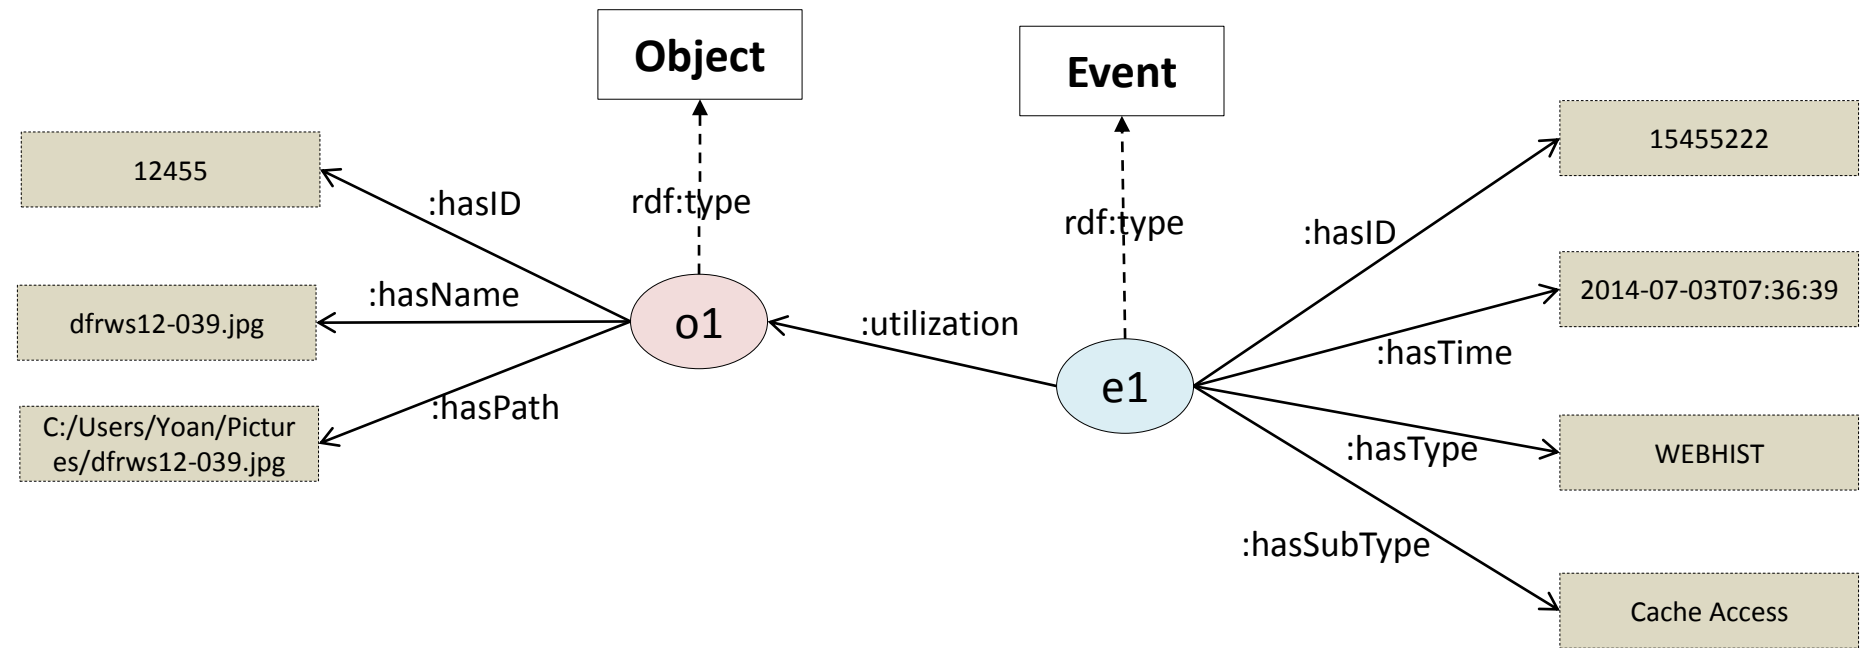 Object
Event
12455
:hasID
rdf:type
rdf:type
:hasID
15455222
dfrws12-039.jpg
:hasName
o1
:utilization
e1
:hasTime
2014-07-03T07:36:39
C:/Users/Yoan/Pictur
es/dfrws12-039.jpg
:hasPath
:hasType
WEBHIST
:hasSubType
Cache Access